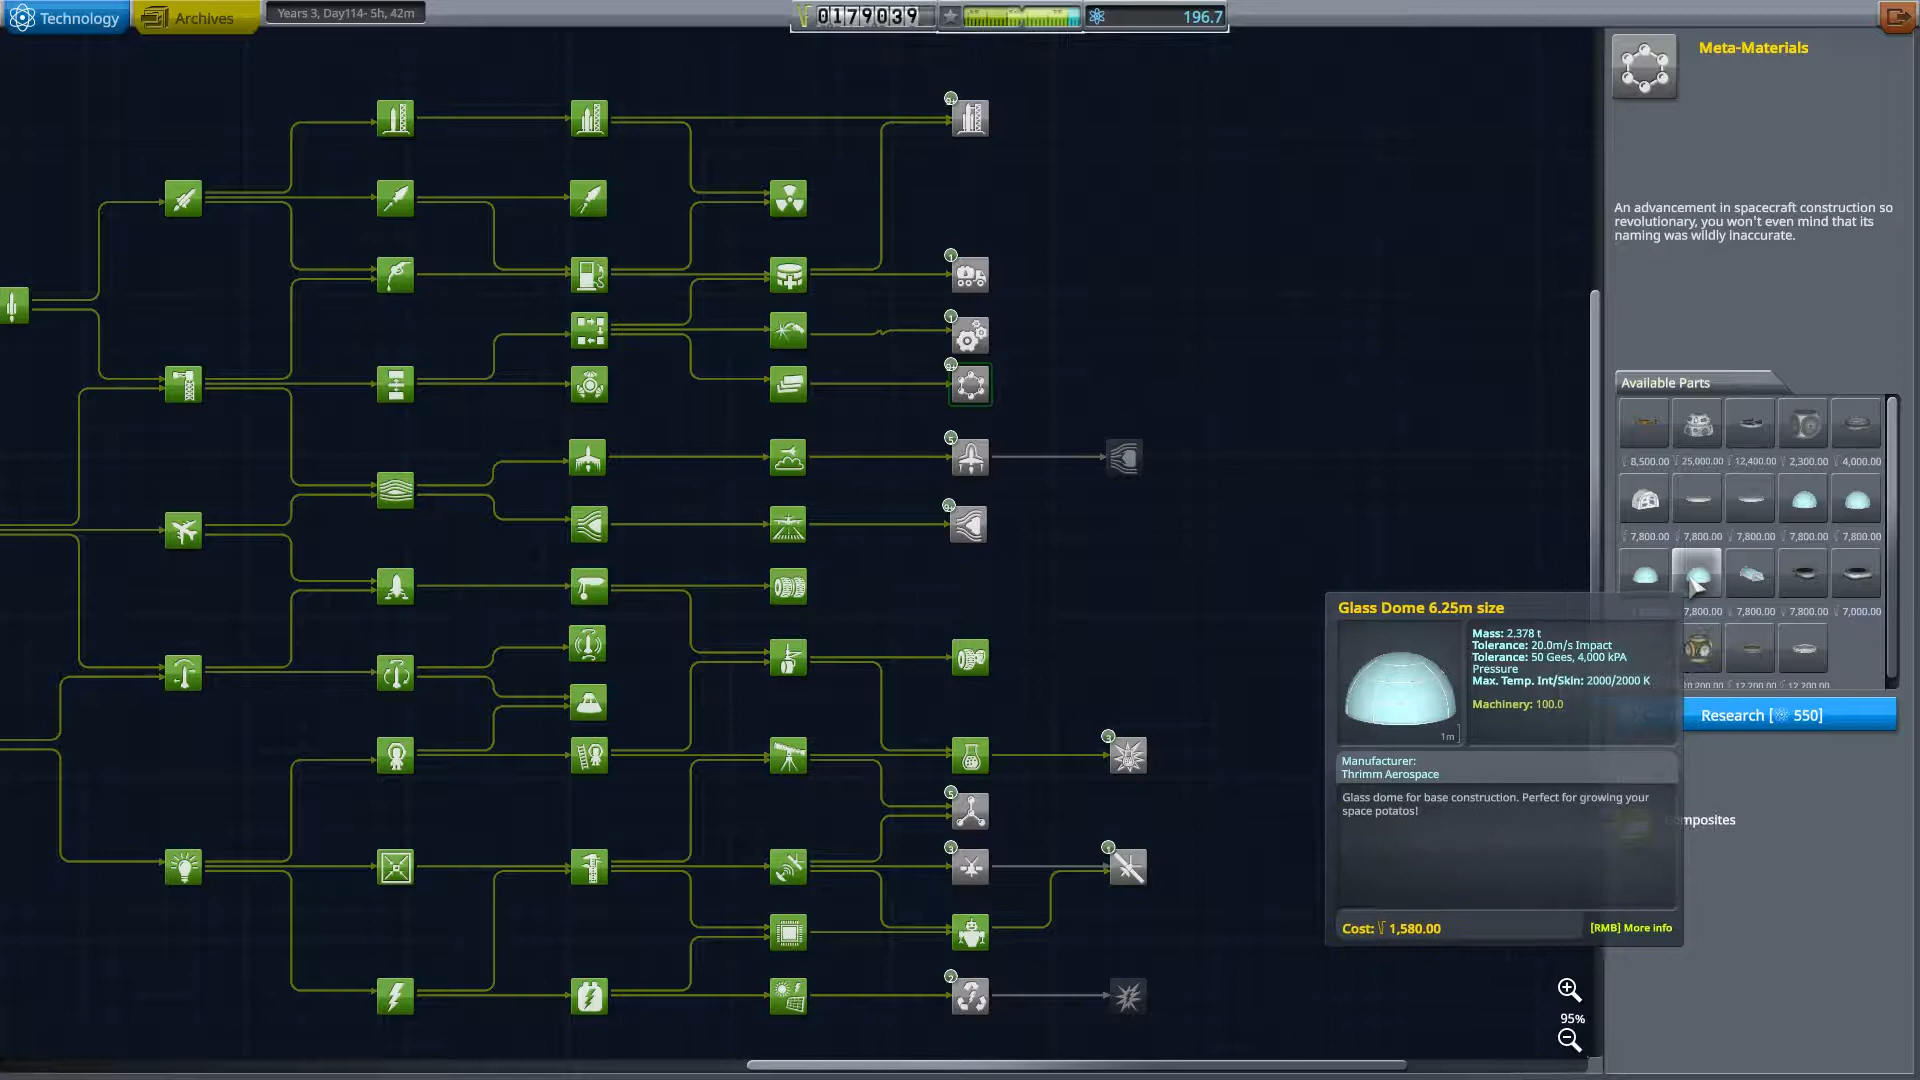 Technology
Archives
Years 3, Day114- 5h, 42m
0179039
196.7
Meta-Materials
An advancement in spacecraft construction so
revolutionary, you won't even mind that its
naming was wildly inaccurate.
Available Parts
8,500.00 25,000.00 12,400.00 2,300.00 4,000.00
7,800.00 7,800.00 7,800.00 7,800.00 7,800.00
7,800.00 7,800.00 7,800.00 7,000.00
12,200.00 12,200.00
Research [550]
Glass Dome 6.25m size
Mass: 2.378 t
Tolerance: 20.0m/s Impact
Tolerance: 50 Gees, 4,000 kPa
Pressure
Max. Temp. Int/Skin: 2000/2000 K
Machinery: 100.0
1m
Manufacturer:
Thrimm Aerospace
Glass dome for base construction. Perfect for growing your
space potatos!
Cost: 1,580.00
[RMB] More info
mposites
95%